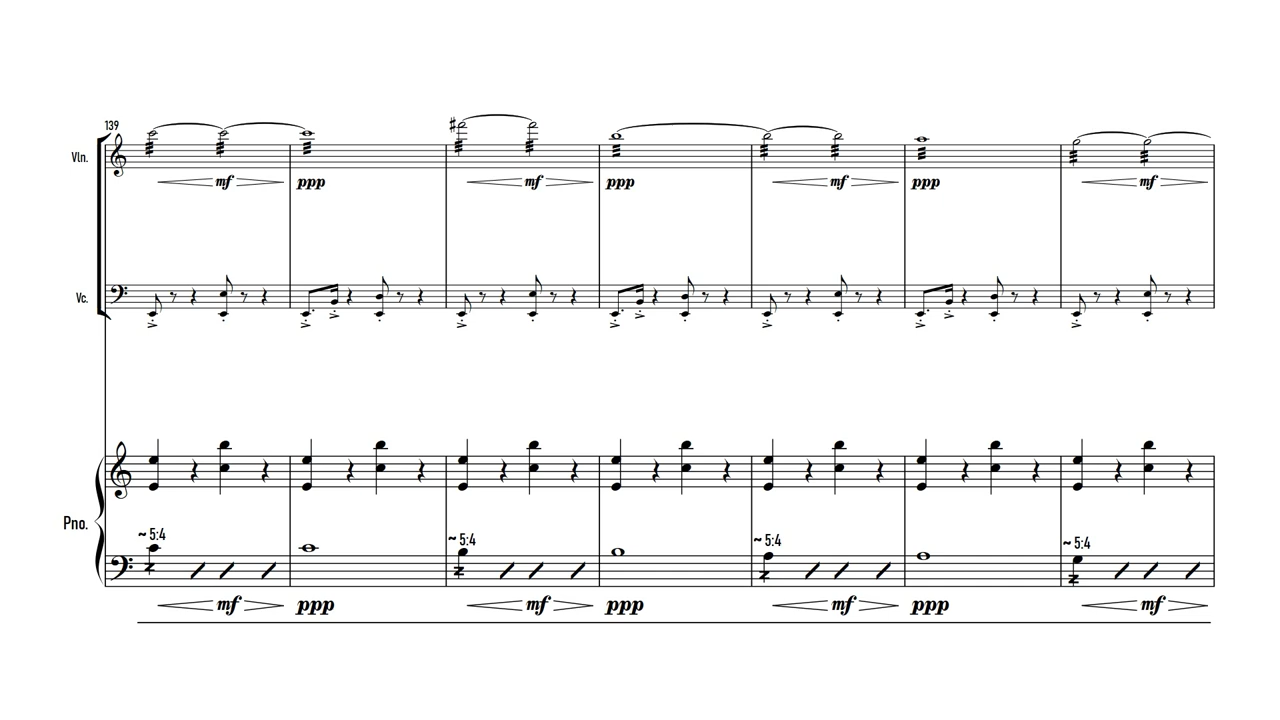 139
Vln.
mf ppp mf ppp mf ppp mf
Vc.
Pno.
~ 5:4 ~ 5:4 ~ 5:4 ~ 5:4
mf ppp mf ppp mf ppp mf